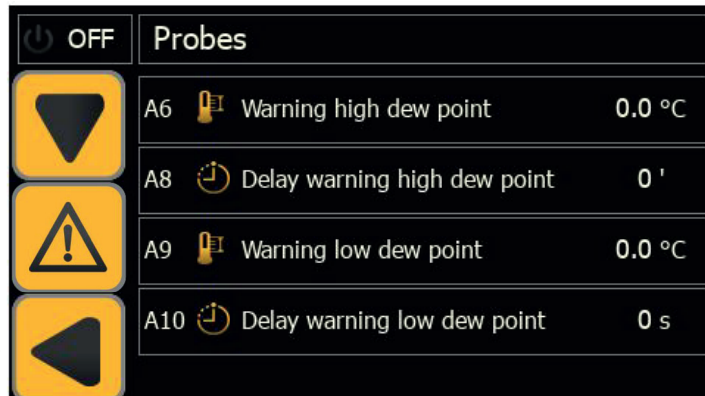 OFF
Probes
A6 Warning high dew point 0.0 °C
A8 Delay warning high dew point 0 '
A9 Warning low dew point 0.0 °C
A10 Delay warning low dew point 0 s